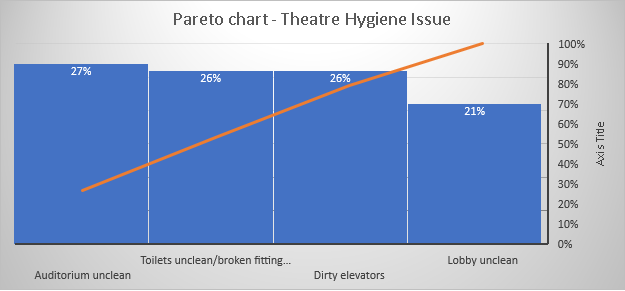 Pareto chart - Theatre Hygiene Issue
27%
26%
26%
21%
100%
90%
80%
70%
60%
50%
40%
30%
20%
10%
0%
Axis Title
Toilets unclean/broken fitting...
Lobby unclean
Auditorium unclean
Dirty elevators